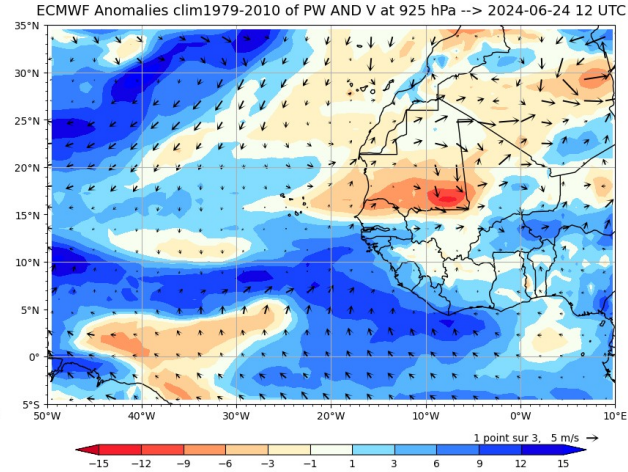 ECMWF Anomalies clim1979-2010 of PW AND V at 925 hPa --> 2024-06-24 12 UTC
35°N
30°N
25°N
20°N
15°N
10°N
5°N
0°
5°S
50°W 40°W 30°W 20°W 10°W 0°W 10°E
1 point sur 3, 5 m/s
−15 −12 −9 −6 −3 −1 1 3 6 9 12 15